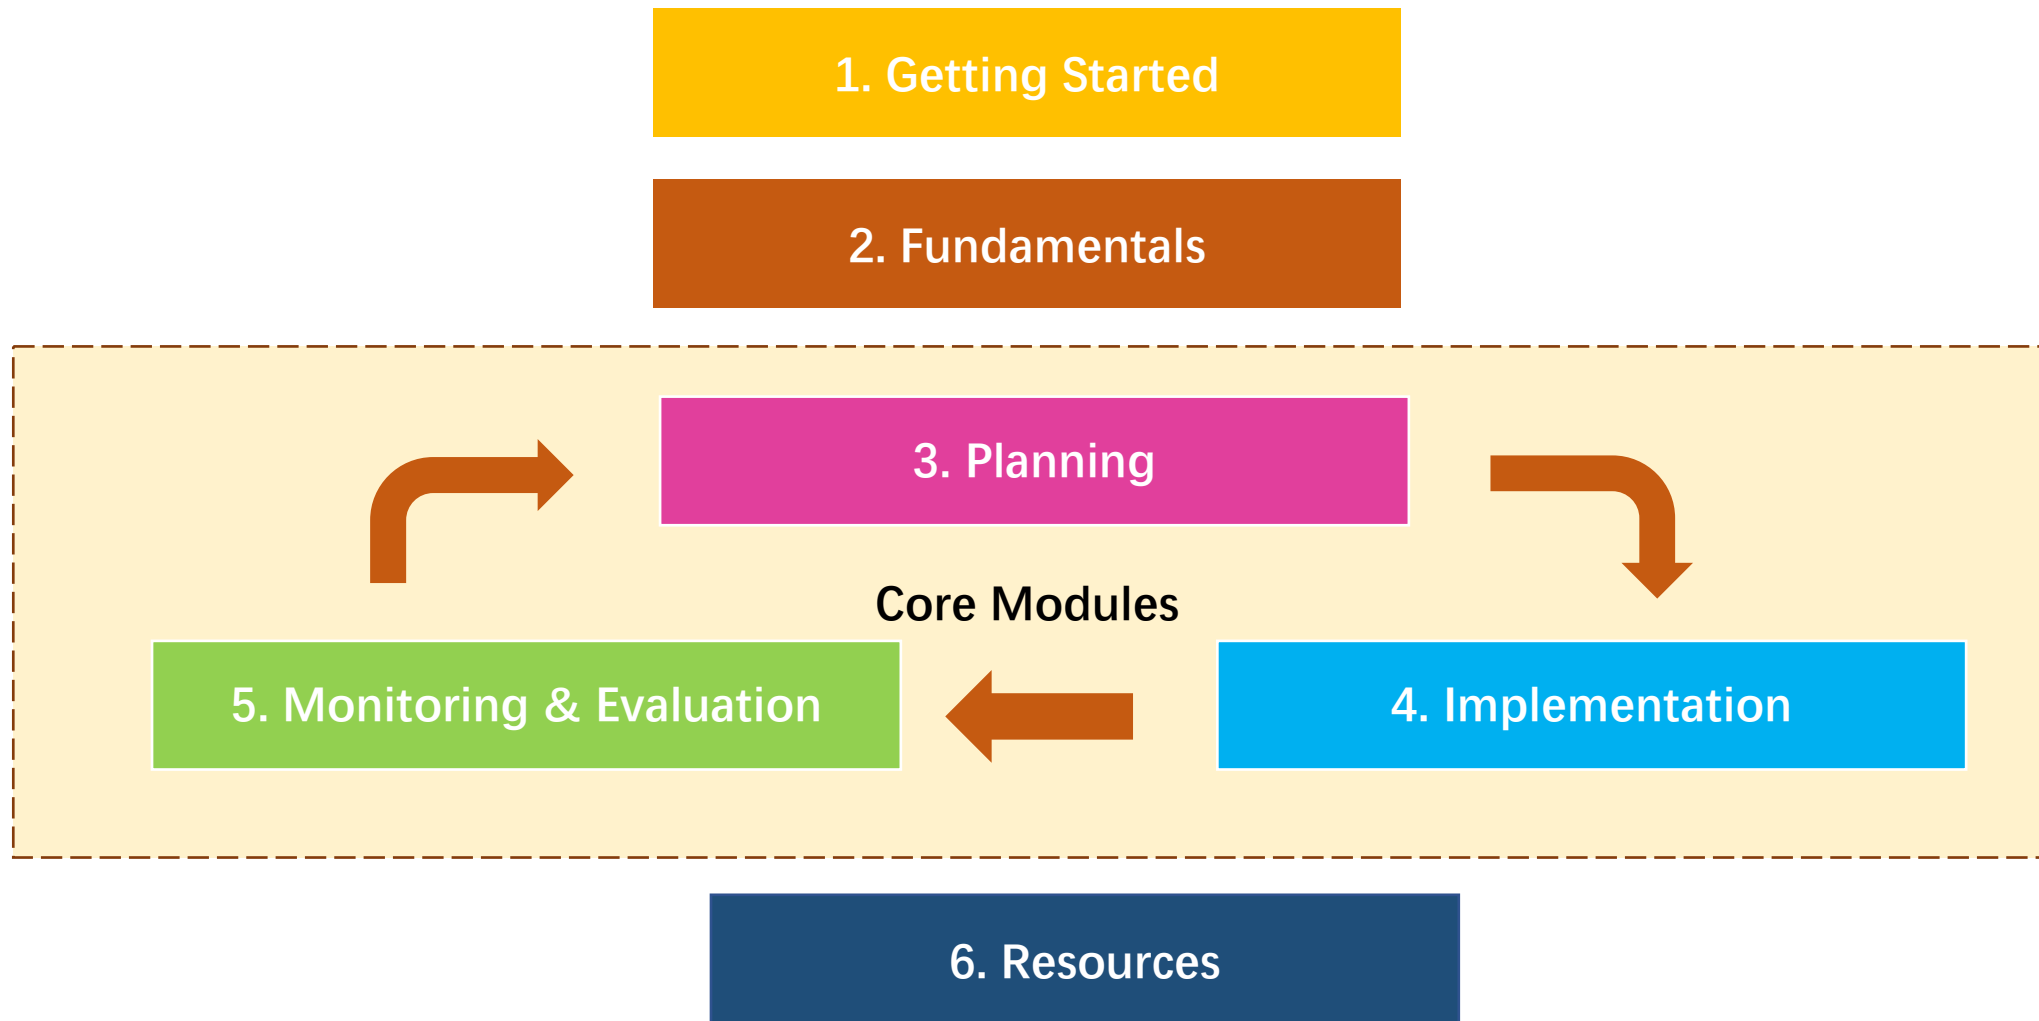 1. Getting Started
2. Fundamentals
3. Planning
Core Modules
5. Monitoring & Evaluation
4. Implementation
6. Resources